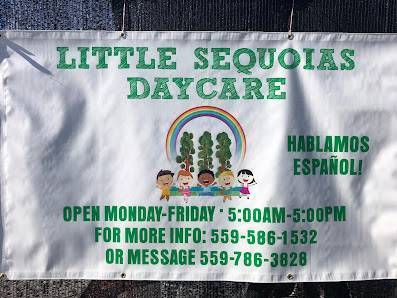 LITTLE SEQUOIAS
DAYCARE
HABLAMOS
ESPAÑOL!
OPEN MONDAY-FRIDAY • 5:00AM-5:00PM
FOR MORE INFO: 559-586-1532
OR MESSAGE 559-786-3828